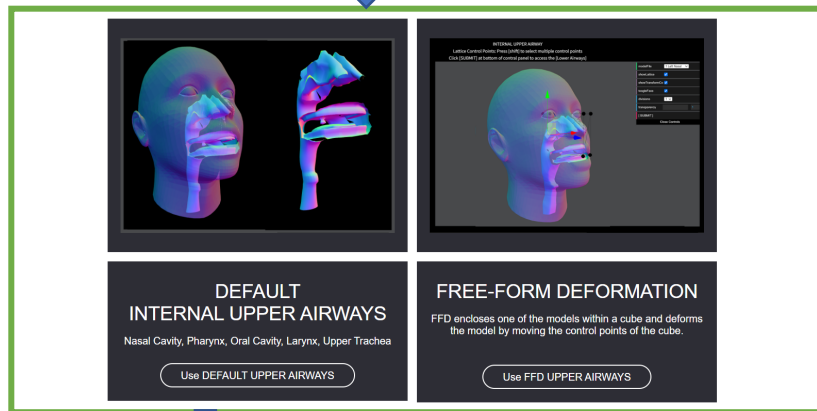 INTERNAL UPPER AIRWAY
Lattice Control Points: Press [shift] to select multiple control points
Click [SUBMIT] at bottom of control panel to access the [Lower Airways]
[SUBMIT]
Close Controls
DEFAULT
INTERNAL UPPER AIRWAYS
Nasal Cavity, Pharynx, Oral Cavity, Larynx, Upper Trachea
Use DEFAULT UPPER AIRWAYS
FREE-FORM DEFORMATION
FFD encloses one of the models within a cube and deforms
the model by moving the control points of the cube.
Use FFD UPPER AIRWAYS